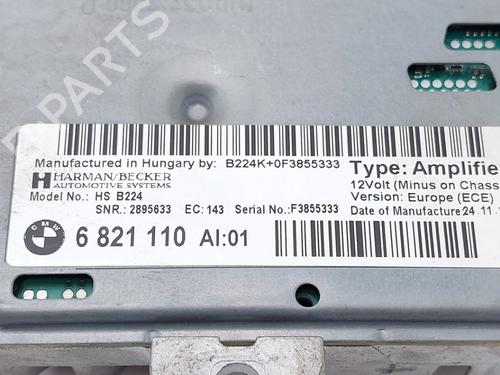 Manufactured in Hungary by: B224K+0F3855333
HARMAN/BECKER
AUTOMOTIVE SYSTEMS
Model No.: HS B224
SNR.: 2895633 EC: 143 Serial No.:F3855333
BMW 6 821 110 AI:01
Type: Amplifie
12Volt (Minus on Chass
Version: Europe (ECE)
Date of Manufacture 24.11.1
B-Parts